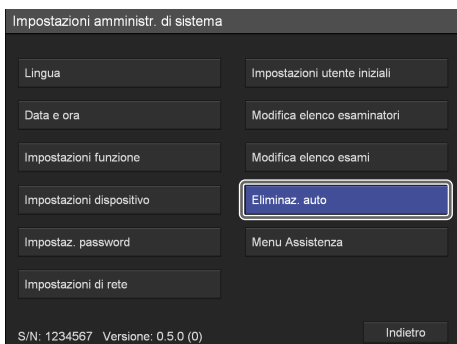 Impostazioni amministr. di sistema
Lingua
Impostazioni utente iniziali
Data e ora
Modifica elenco esaminatori
Impostazioni funzione
Modifica elenco esami
Impostazioni dispositivo
Eliminaz. auto
Impostaz. password
Menu Assistenza
Impostazioni di rete
S/N: 1234567 Versione: 0.5.0 (0)
Indietro